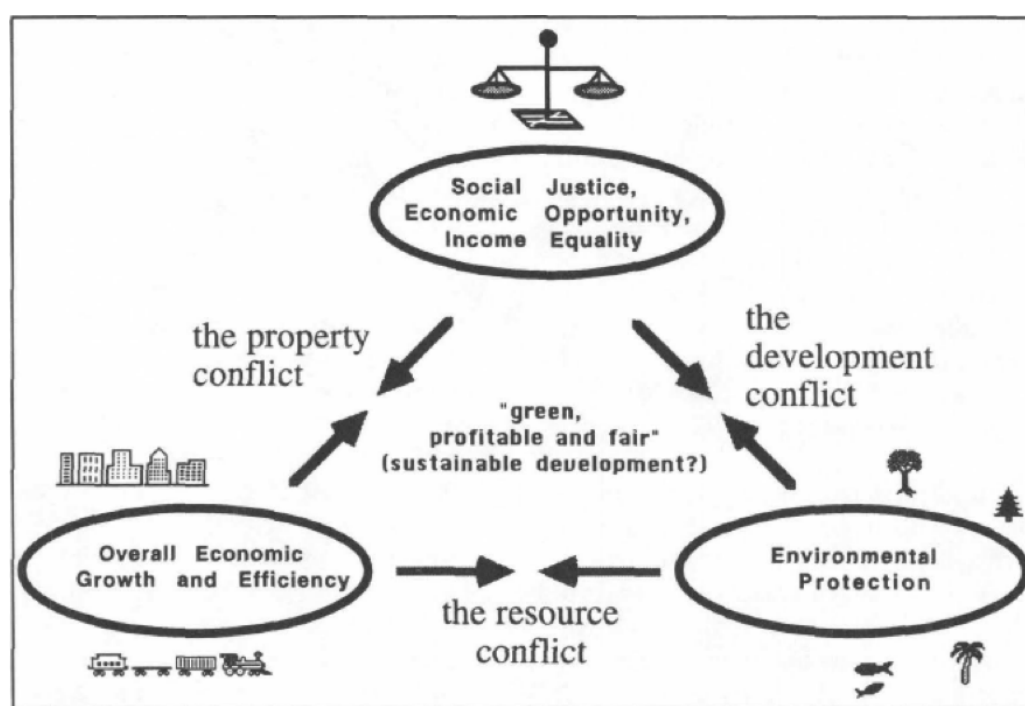 Social Justice,
Economic Opportunity,
Income Equality
the property
conflict
the
development
conflict
"green,
profitable and fair"
(sustainable development?)
Overall Economic
Growth and Efficiency
Environmental
Protection
the resource
conflict